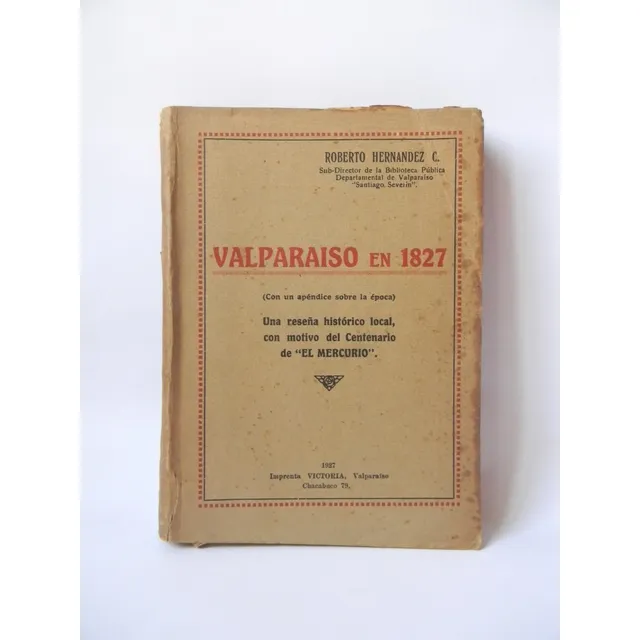 ROBERTO HERNANDEZ C.
Sub-Director de la Biblioteca Pública
Departamental de Valparaíso
"Santiago Severín".
VALPARAISO EN 1827
(Con un apéndice sobre la época)
Una reseña histórico local,
con motivo del Centenario
de "EL MERCURIO".
1927
Imprenta VICTORIA, Valparaíso
Chacabuco 79.